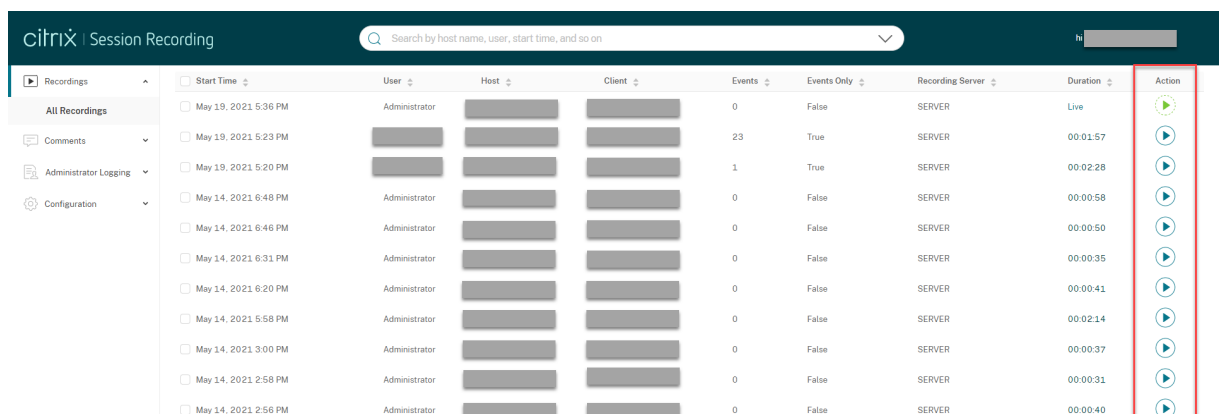 citrix | Session Recording
Search by host name, user, start time, and so on
hi
Recordings
All Recordings
Comments
Administrator Logging
Configuration
Start Time User Host Client Events Events Only Recording Server Duration Action
May 19, 2021 5:36 PM Administrator 0 False SERVER Live
May 19, 2021 5:23 PM 23 True SERVER 00:01:57
May 19, 2021 5:20 PM 1 True SERVER 00:02:28
May 14, 2021 6:48 PM Administrator 0 False SERVER 00:00:58
May 14, 2021 6:46 PM Administrator 0 False SERVER 00:00:50
May 14, 2021 6:31 PM Administrator 0 False SERVER 00:00:35
May 14, 2021 6:20 PM Administrator 0 False SERVER 00:00:41
May 14, 2021 5:58 PM Administrator 0 False SERVER 00:02:14
May 14, 2021 3:00 PM Administrator 0 False SERVER 00:00:37
May 14, 2021 2:58 PM Administrator 0 False SERVER 00:00:31
May 14, 2021 2:56 PM Administrator 0 False SERVER 00:00:40